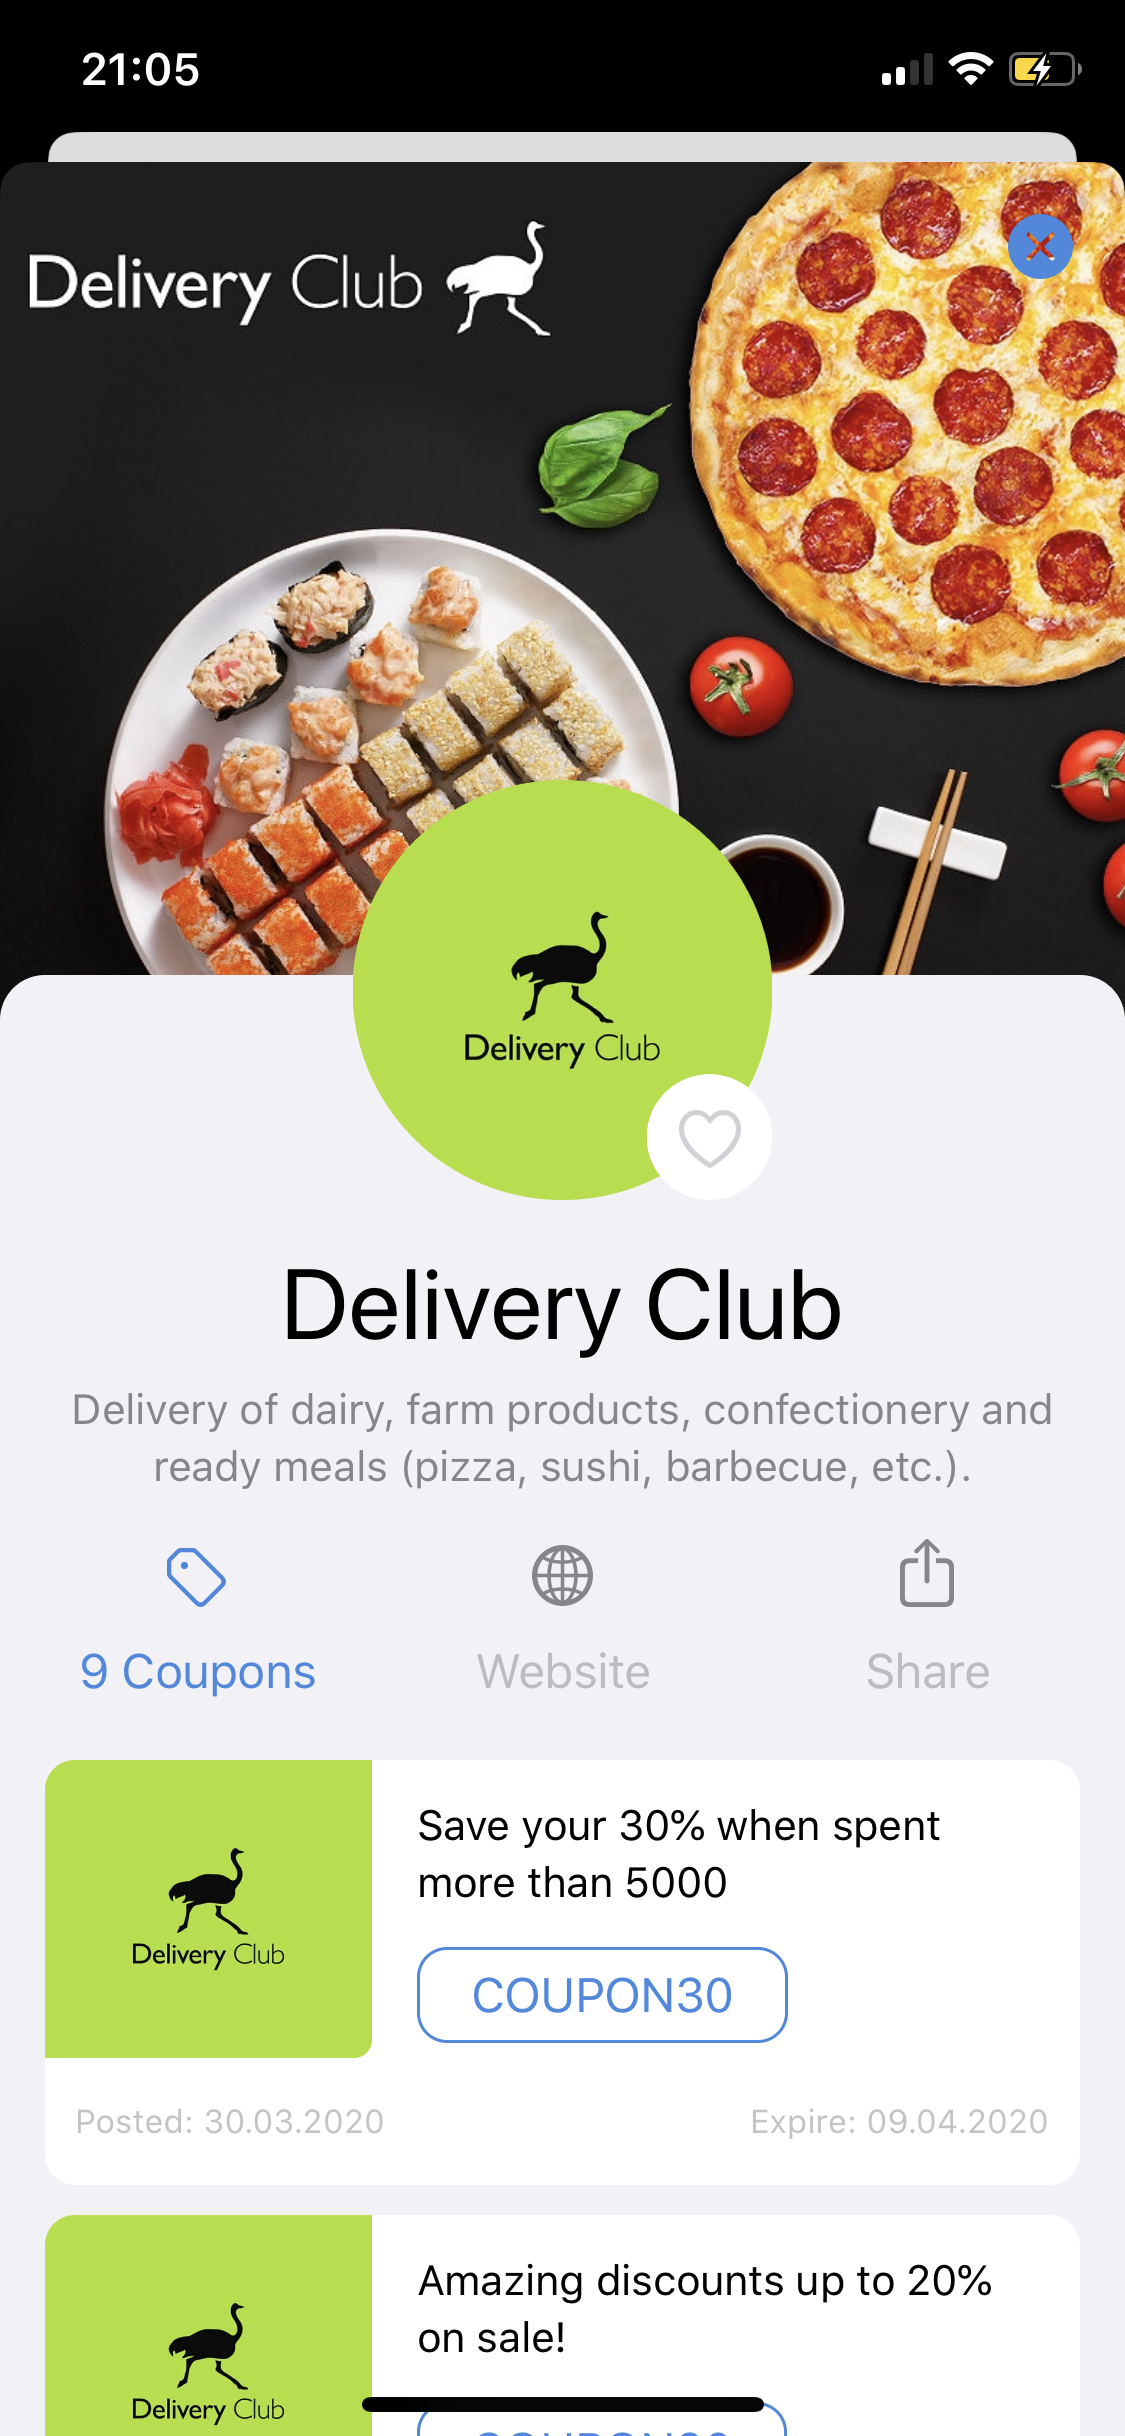 21:05
Delivery Club
Delivery Club
Delivery Club
Delivery of dairy, farm products, confectionery and
ready meals (pizza, sushi, barbecue, etc.).
9 Coupons
Website
Share
Delivery Club
Save your 30% when spent
more than 5000
COUPON30
Posted: 30.03.2020
Expire: 09.04.2020
Delivery Club
Amazing discounts up to 20%
on sale!